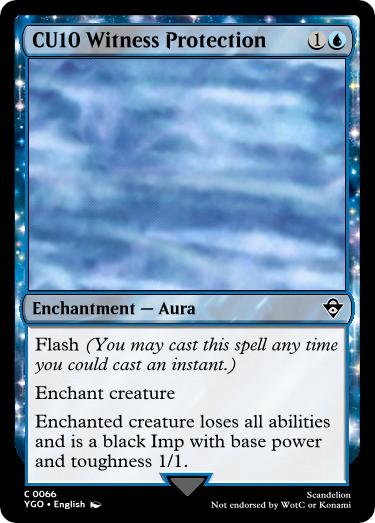 CU10 Witness Protection 1
Enchantment — Aura
Flash (You may cast this spell any time
you could cast an instant.)
Enchant creature
Enchanted creature loses all abilities
and is a black Imp with base power
and toughness 1/1.
C 0066
YGO • English
Scandelion
Not endorsed by WotC or Konami